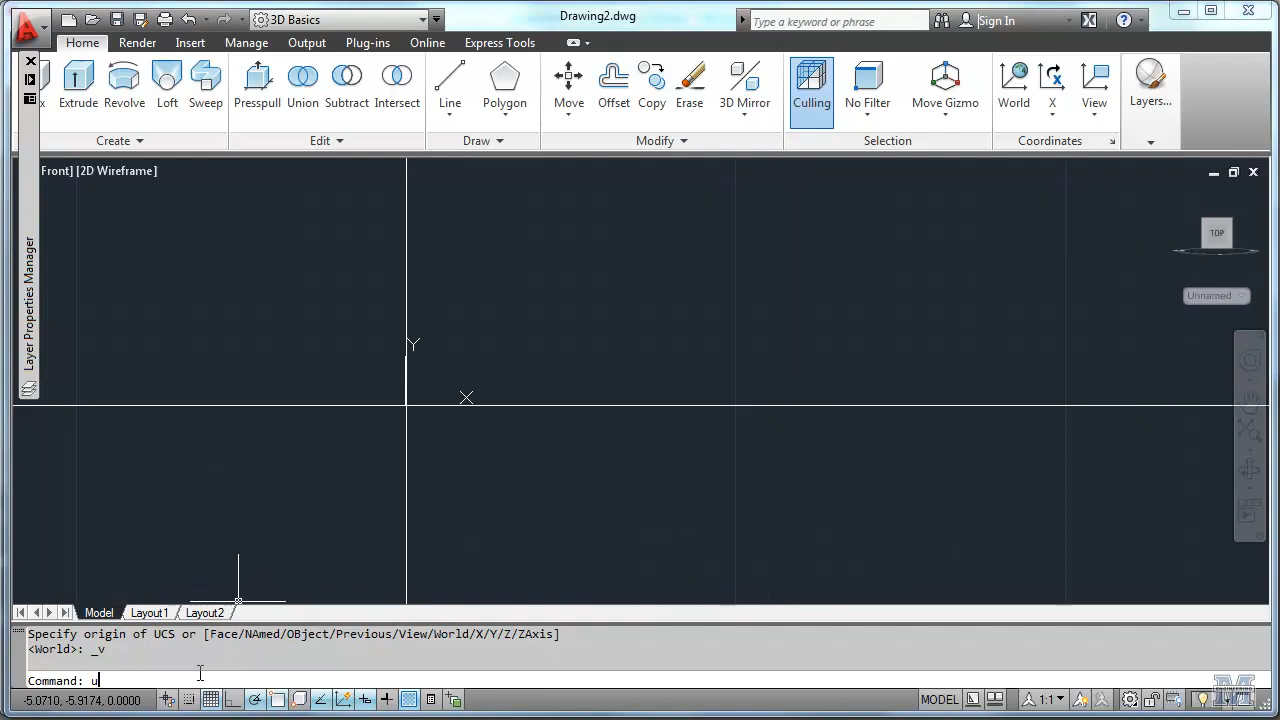 3D Basics
Drawing2.dwg
Type a keyword or phrase
Sign In
Home Render Insert Manage Output Plug-ins Online Express Tools
Extrude Revolve Loft Sweep Presspull Union Subtract Intersect Line Polygon Move Offset Copy Erase 3D Mirror Culling No Filter Move Gizmo World X View Layers...
Create Edit Draw Modify Selection Coordinates
Front] [2D Wireframe]
TOP
Unnamed
Layer Properties Manager
Y
X
Model Layout1 Layout2
Specify origin of UCS or [Face/NAmed/OBject/Previous/View/World/X/Y/Z/ZAxis]
<World>: _v
Command: u
-5.0710, -5.9174, 0.0000
MODEL
1:1
ENGINEERING